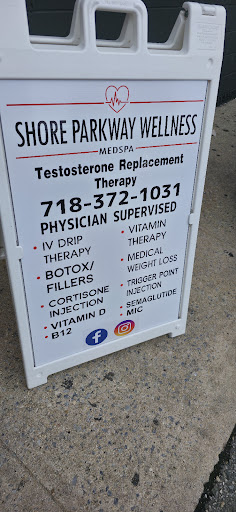 SHORE PARKWAY WELLNESS
MEDSPA
Testosterone Replacement
Therapy
718-372-1031
PHYSICIAN SUPERVISED
• IV DRIP
THERAPY
• BOTOX/
FILLERS
• CORTISONE
INJECTION
• VITAMIN D
• B12
• VITAMIN
THERAPY
• MEDICAL
WEIGHT LOSS
• TRIGGER POINT
INJECTION
• SEMAGLUTIDE
• MIC